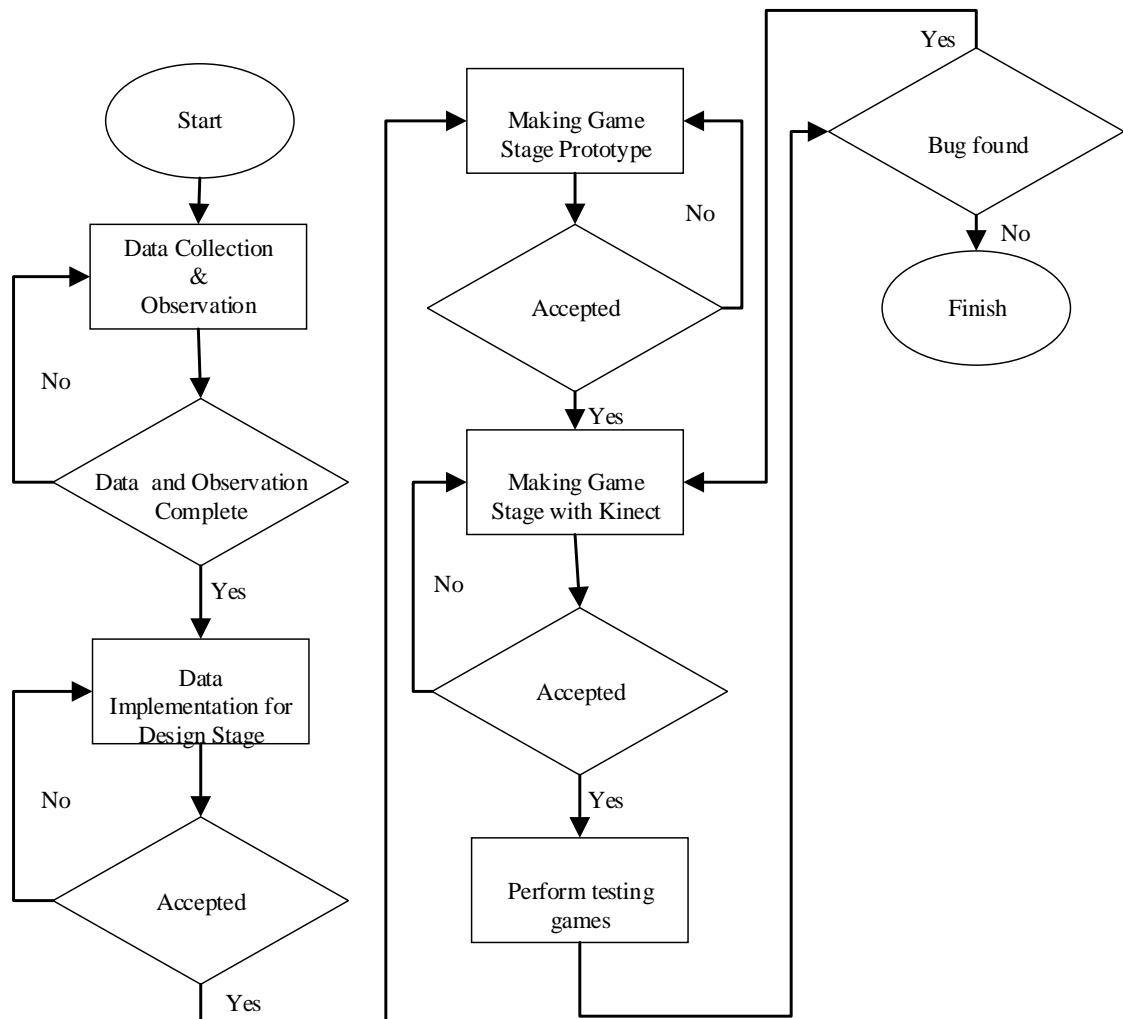 Start
Data Collection
&
Observation
No
Data and Observation
Complete
Yes
Data
Implementation for
Design Stage
No
Accepted
Yes
Making Game
Stage Prototype
No
Accepted
Yes
Making Game
Stage with Kinect
No
Accepted
Yes
Perform testing
games
Yes
Bug found
No
Finish